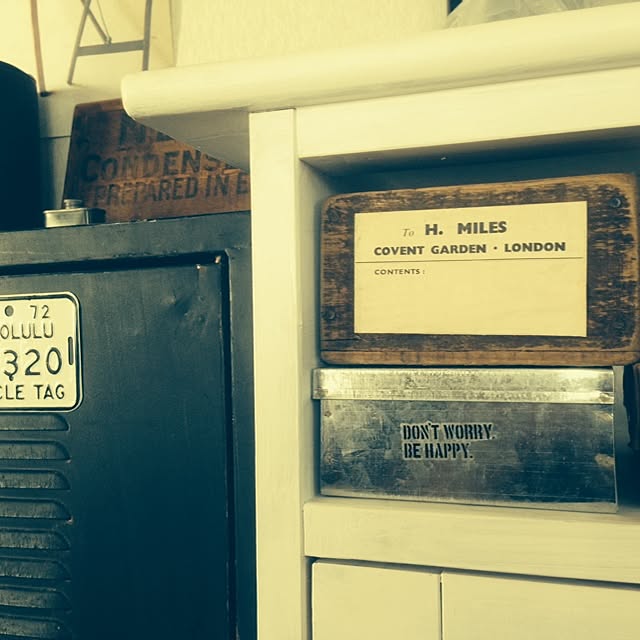 CONDENS
PREPARED IN E
72
OLULU
320
CLE TAG
To H. MILES
COVENT GARDEN · LONDON
CONTENTS :
DON'T WORRY.
BE HAPPY.